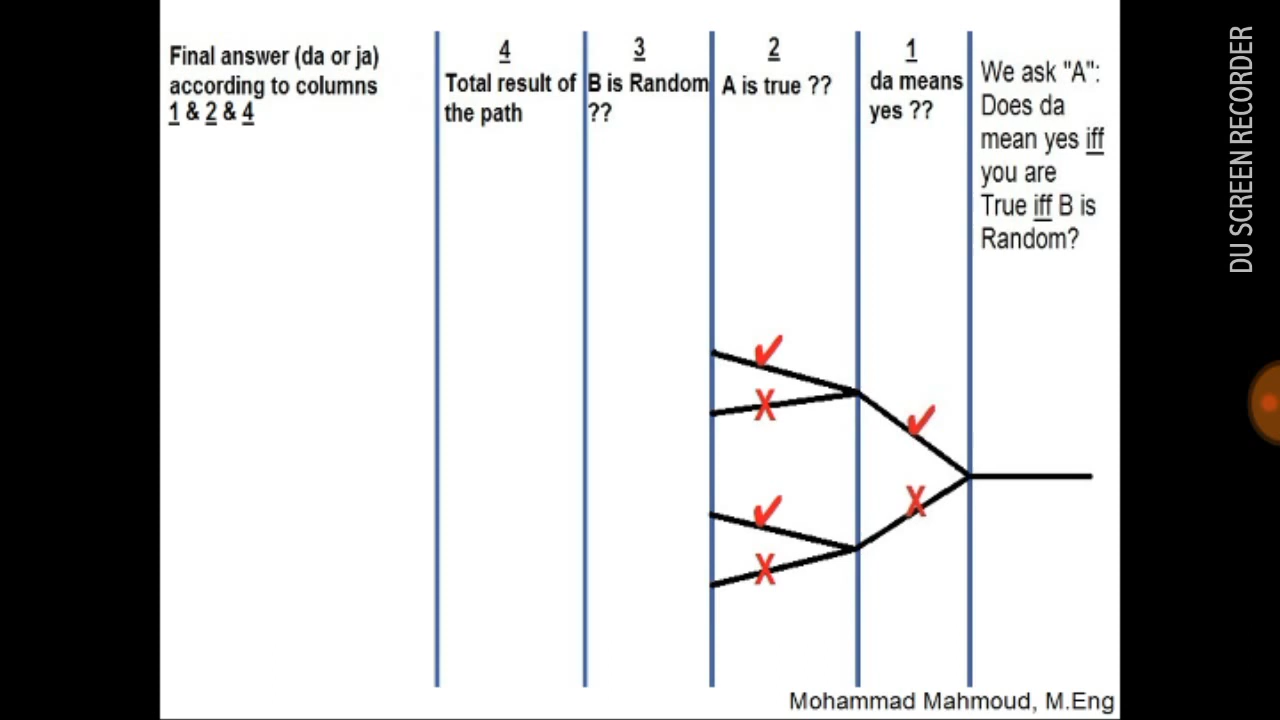 Final answer (da or ja)
according to columns
1 & 2 & 4
4
Total result of
the path
3
B is Random
??
2
A is true ??
1
da means
yes ??
We ask "A":
Does da
mean yes iff
you are
True iff B is
Random?
X
X
X
Mohammad Mahmoud, M.Eng
DU SCREEN RECORDER